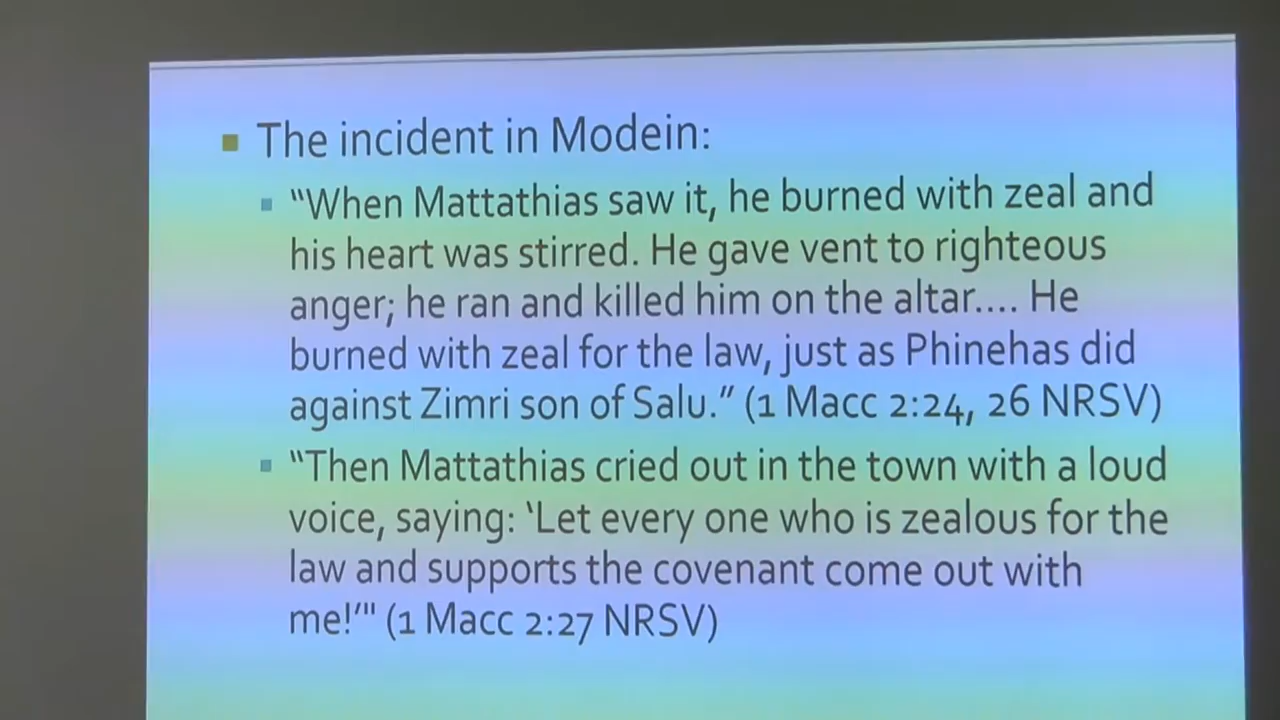 The incident in Modein:
“When Mattathias saw it, he burned with zeal and
his heart was stirred. He gave vent to righteous
anger; he ran and killed him on the altar.... He
burned with zeal for the law, just as Phinehas did
against Zimri son of Salu.” (1 Macc 2:24, 26 NRSV)
“Then Mattathias cried out in the town with a loud
voice, saying: ‘Let every one who is zealous for the
law and supports the covenant come out with
me!’" (1 Macc 2:27 NRSV)